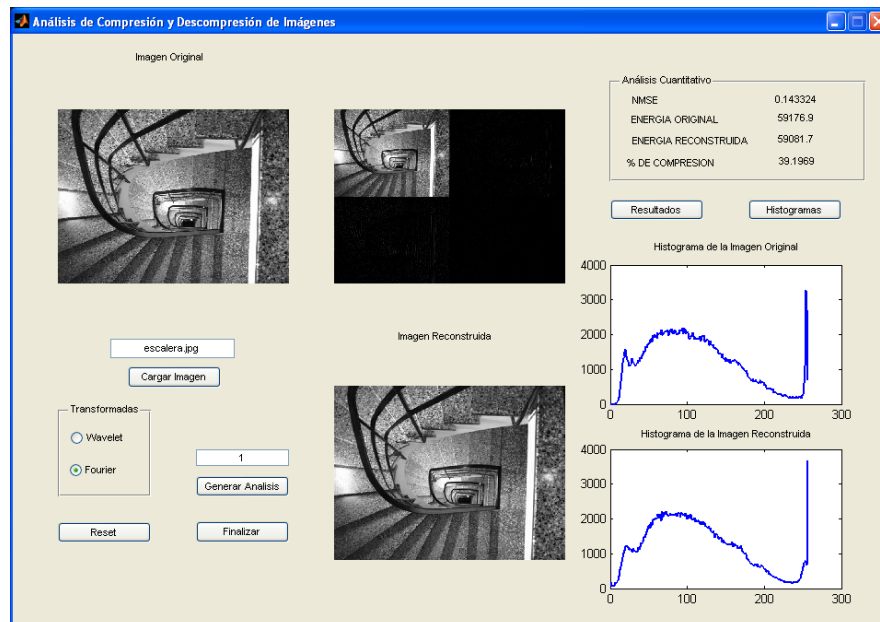 Análisis de Compresión y Descompresión de Imágenes
Imagen Original
Análisis Cuantitativo
NMSE 0.143324
ENERGIA ORIGINAL 59176.9
ENERGIA RECONSTRUIDA 59081.7
% DE COMPRESION 39.1969
Resultados Histogramas
Histograma de la Imagen Original
4000
3000
2000
1000
0
0 100 200 300
Imagen Reconstruida
escalera.jpg
Cargar Imagen
Transformadas
Wavelet
Fourier
1
Generar Analisis
Reset Finalizar
Histograma de la Imagen Reconstruida
4000
3000
2000
1000
0
0 100 200 300